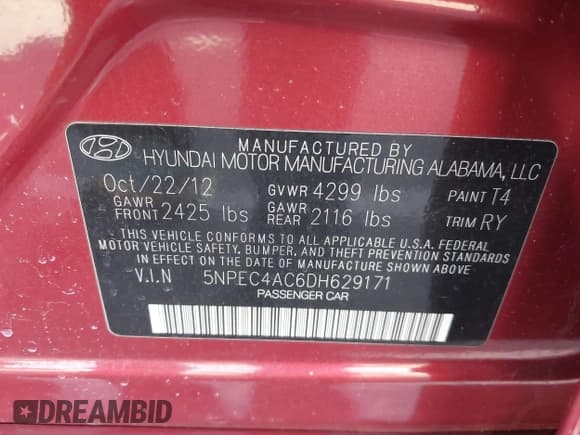 MANUFACTURED BY
HYUNDAI MOTOR MANUFACTURING ALABAMA, LLC
Oct/22/12 GVWR 4299 lbs PAINT T4
GAWR FRONT 2425 lbs GAWR REAR 2116 lbs TRIM RY
THIS VEHICLE CONFORMS TO ALL APPLICABLE U.S.A. FEDERAL
MOTOR VEHICLE SAFETY, BUMPER, AND THEFT PREVENTION STANDARDS
IN EFFECT ON THE DATE OF MANUFACTURE SHOWN ABOVE.
V.I.N 5NPEC4AC6DH629171
PASSENGER CAR
DREAMBID